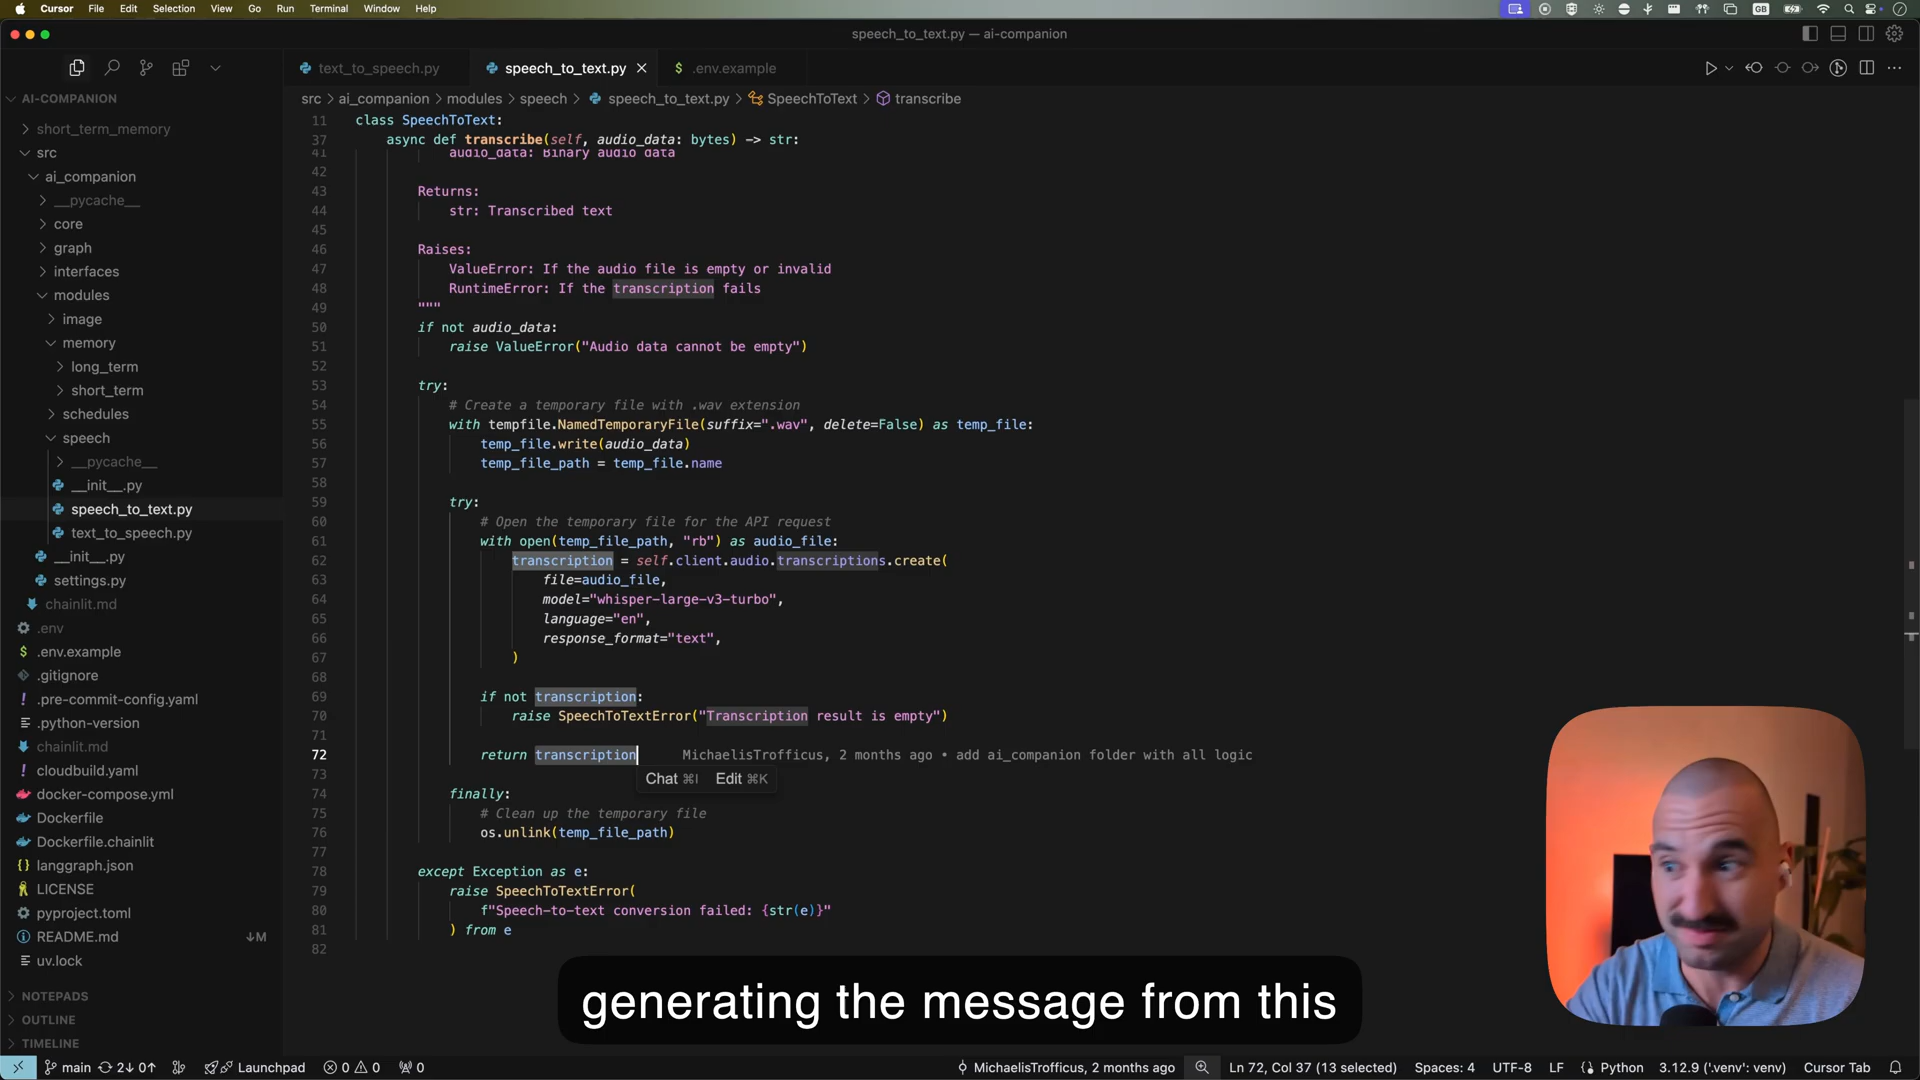 Cursor File Edit Selection View Go Run Terminal Window Help
GB
speech_to_text.py — ai-companion
text_to_speech.py
speech_to_text.py
$ .env.example
AI-COMPANION
src > ai_companion > modules > speech > speech_to_text.py > SpeechToText > transcribe
short_term_memory
src
ai_companion
__pycache__
core
graph
interfaces
modules
image
memory
long_term
short_term
schedules
speech
__pycache__
__init__.py
speech_to_text.py
text_to_speech.py
__init__.py
settings.py
chainlit.md
.env
$ .env.example
.gitignore
! .pre-commit-config.yaml
.python-version
chainlit.md
! cloudbuild.yaml
docker-compose.yml
Dockerfile
Dockerfile.chainlit
{} langgraph.json
LICENSE
pyproject.toml
README.md ↓M
uv.lock
NOTEPADS
OUTLINE
TIMELINE
11 class SpeechToText:
37 async def transcribe(self, audio_data: bytes) -> str:
41 audio_data: Binary audio data
42
43 Returns:
44 str: Transcribed text
45
46 Raises:
47 ValueError: If the audio file is empty or invalid
48 RuntimeError: If the transcription fails
49 """
50 if not audio_data:
51 raise ValueError("Audio data cannot be empty")
52
53 try:
54 # Create a temporary file with .wav extension
55 with tempfile.NamedTemporaryFile(suffix=".wav", delete=False) as temp_file:
56 temp_file.write(audio_data)
57 temp_file_path = temp_file.name
58
59 try:
60 # Open the temporary file for the API request
61 with open(temp_file_path, "rb") as audio_file:
62 transcription = self.client.audio.transcriptions.create(
63 file=audio_file,
64 model="whisper-large-v3-turbo",
65 language="en",
66 response_format="text",
67 )
68
69 if not transcription:
70 raise SpeechToTextError("Transcription result is empty")
71
72 return transcription MichaelisTrofficus, 2 months ago • add ai_companion folder with all logic
73
Chat ⌘I Edit ⌘K
74 finally:
75 # Clean up the temporary file
76 os.unlink(temp_file_path)
77
78 except Exception as e:
79 raise SpeechToTextError(
80 f"Speech-to-text conversion failed: {str(e)}"
81 ) from e
82
generating the message from this
main 2↓ 0↑ Launchpad 0 0 0 MichaelisTrofficus, 2 months ago Ln 72, Col 37 (13 selected) Spaces: 4 UTF-8 LF Python 3.12.9 ('.venv': venv) Cursor Tab